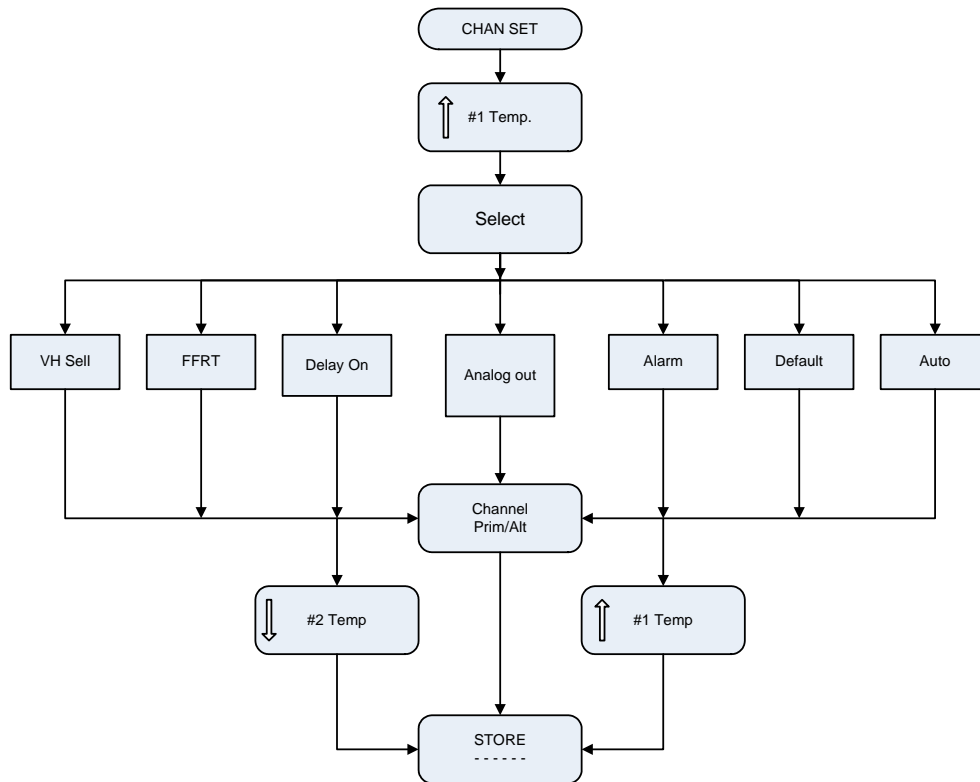 CHAN SET
#1 Temp.
Select
VH Sell
FFRT
Delay On
Analog out
Alarm
Default
Auto
Channel
Prim/Alt
#2 Temp
#1 Temp
STORE
- - - - - -